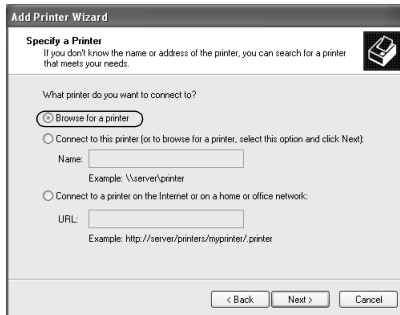 Add Printer Wizard
Specify a Printer
If you don't know the name or address of the printer, you can search for a printer
that meets your needs.
What printer do you want to connect to?
Browse for a printer
Connect to this printer (or to browse for a printer, select this option and click Next):
Name:
Example: \\server\printer
Connect to a printer on the Internet or on a home or office network:
URL:
Example: http://server/printers/myprinter/.printer
< Back Next > Cancel